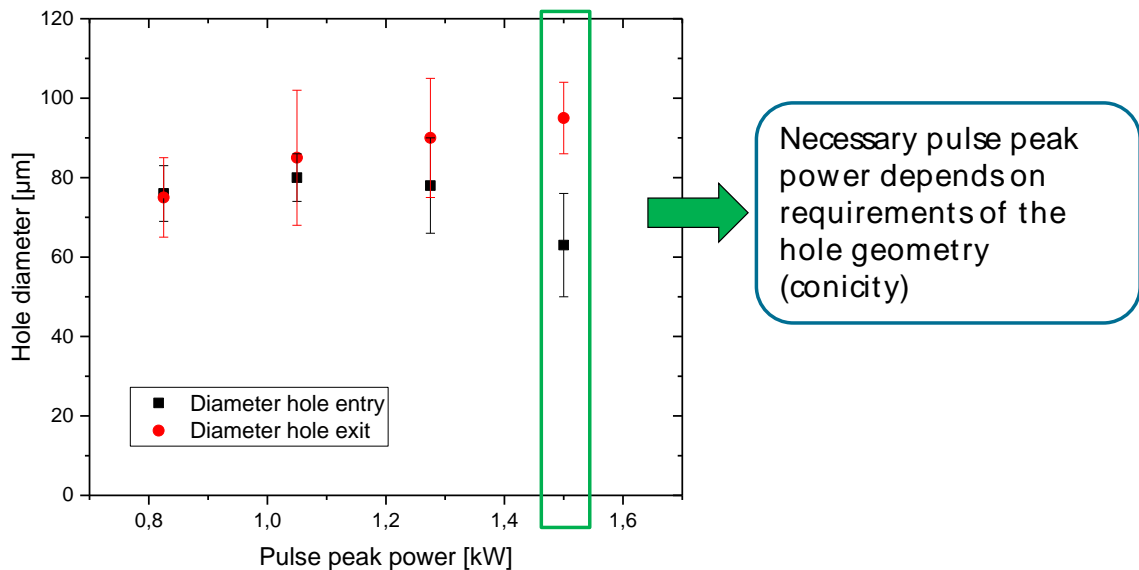 120
100
80
60
40
20
0
Hole diameter [µm]
Diameter hole entry
Diameter hole exit
0,8
1,0
1,2
1,4
1,6
Pulse peak power [kW]
Necessary pulse peak
power depends on
requirements of the
hole geometry
(conicity)